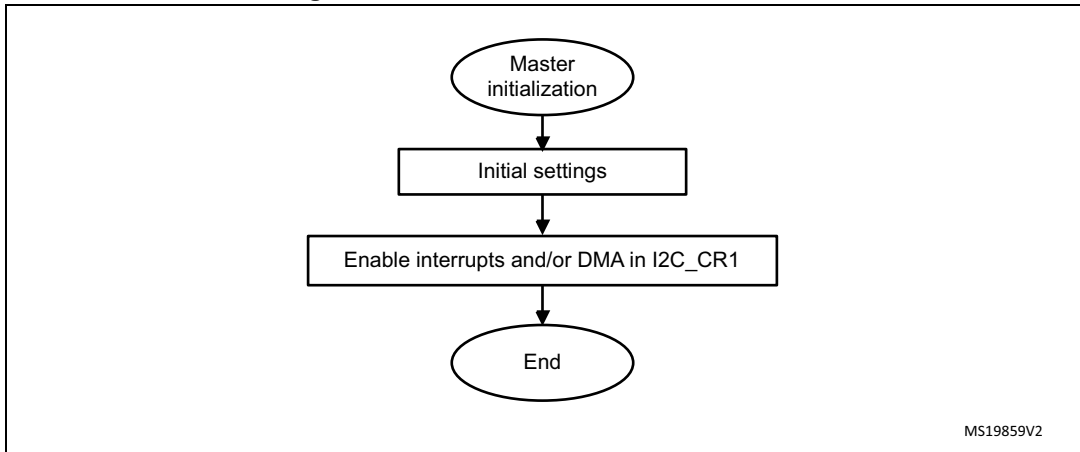 Master
initialization
Initial settings
Enable interrupts and/or DMA in I2C_CR1
End
MS19859V2